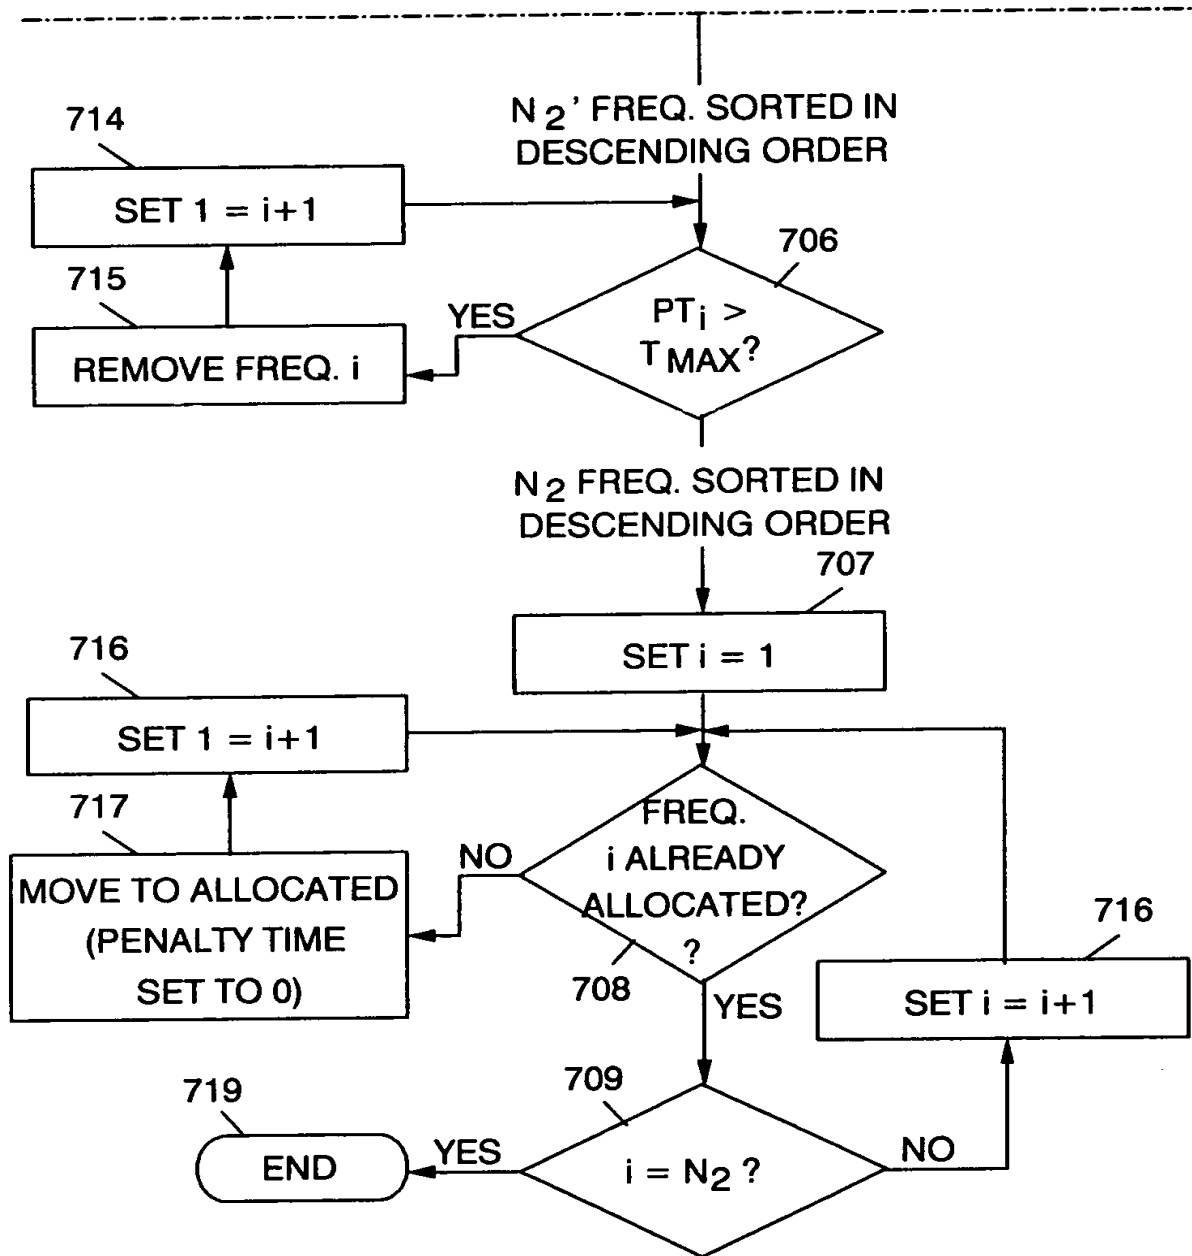 N 2' FREQ. SORTED IN
DESCENDING ORDER
714
SET 1 = i+1
706
PTi >
TMAX?
YES
715
REMOVE FREQ. i
N 2 FREQ. SORTED IN
DESCENDING ORDER
707
SET i = 1
716
SET 1 = i+1
FREQ.
i ALREADY
ALLOCATED?
?
708
NO
717
MOVE TO ALLOCATED
(PENALTY TIME
SET TO 0)
YES
716
SET i = i+1
709
i = N2 ?
NO
YES
719
END